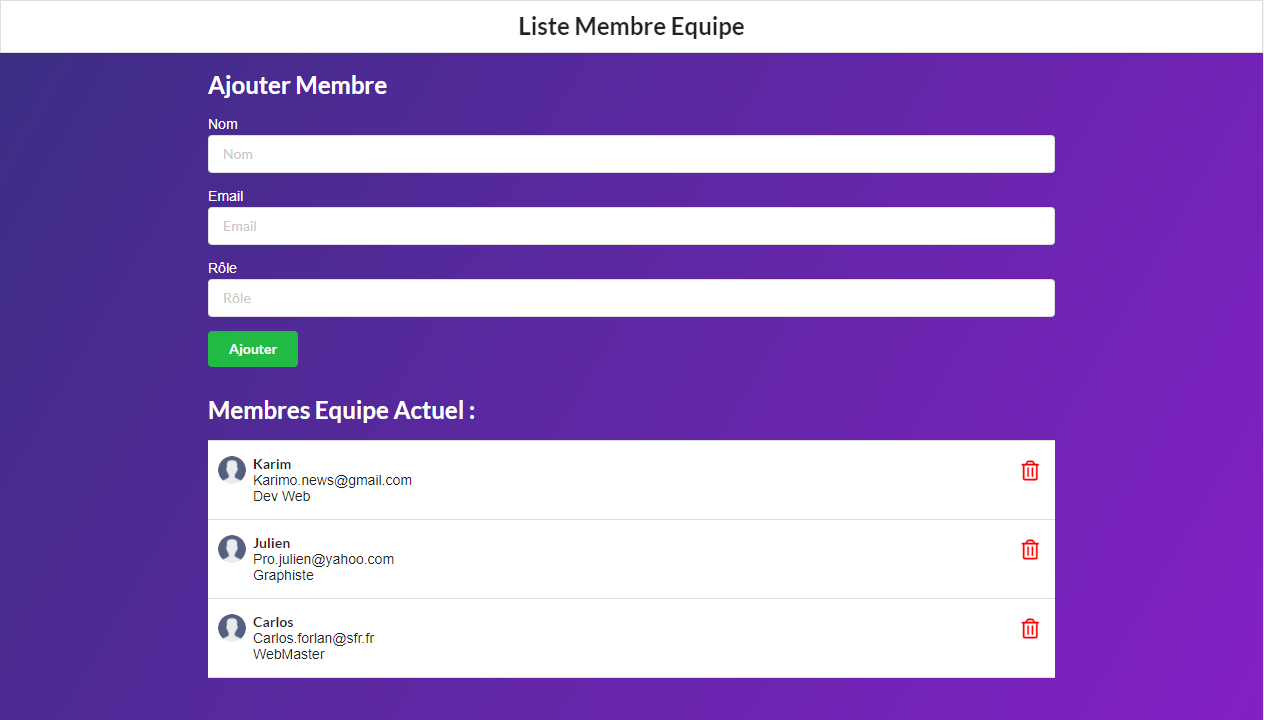 Liste Membre Equipe
Ajouter Membre
Nom
Nom
Email
Email
Rôle
Rôle
Ajouter
Membres Equipe Actuel :
Karim
Karimo.news@gmail.com
Dev Web
Julien
Pro.julien@yahoo.com
Graphiste
Carlos
Carlos.forlan@sfr.fr
WebMaster